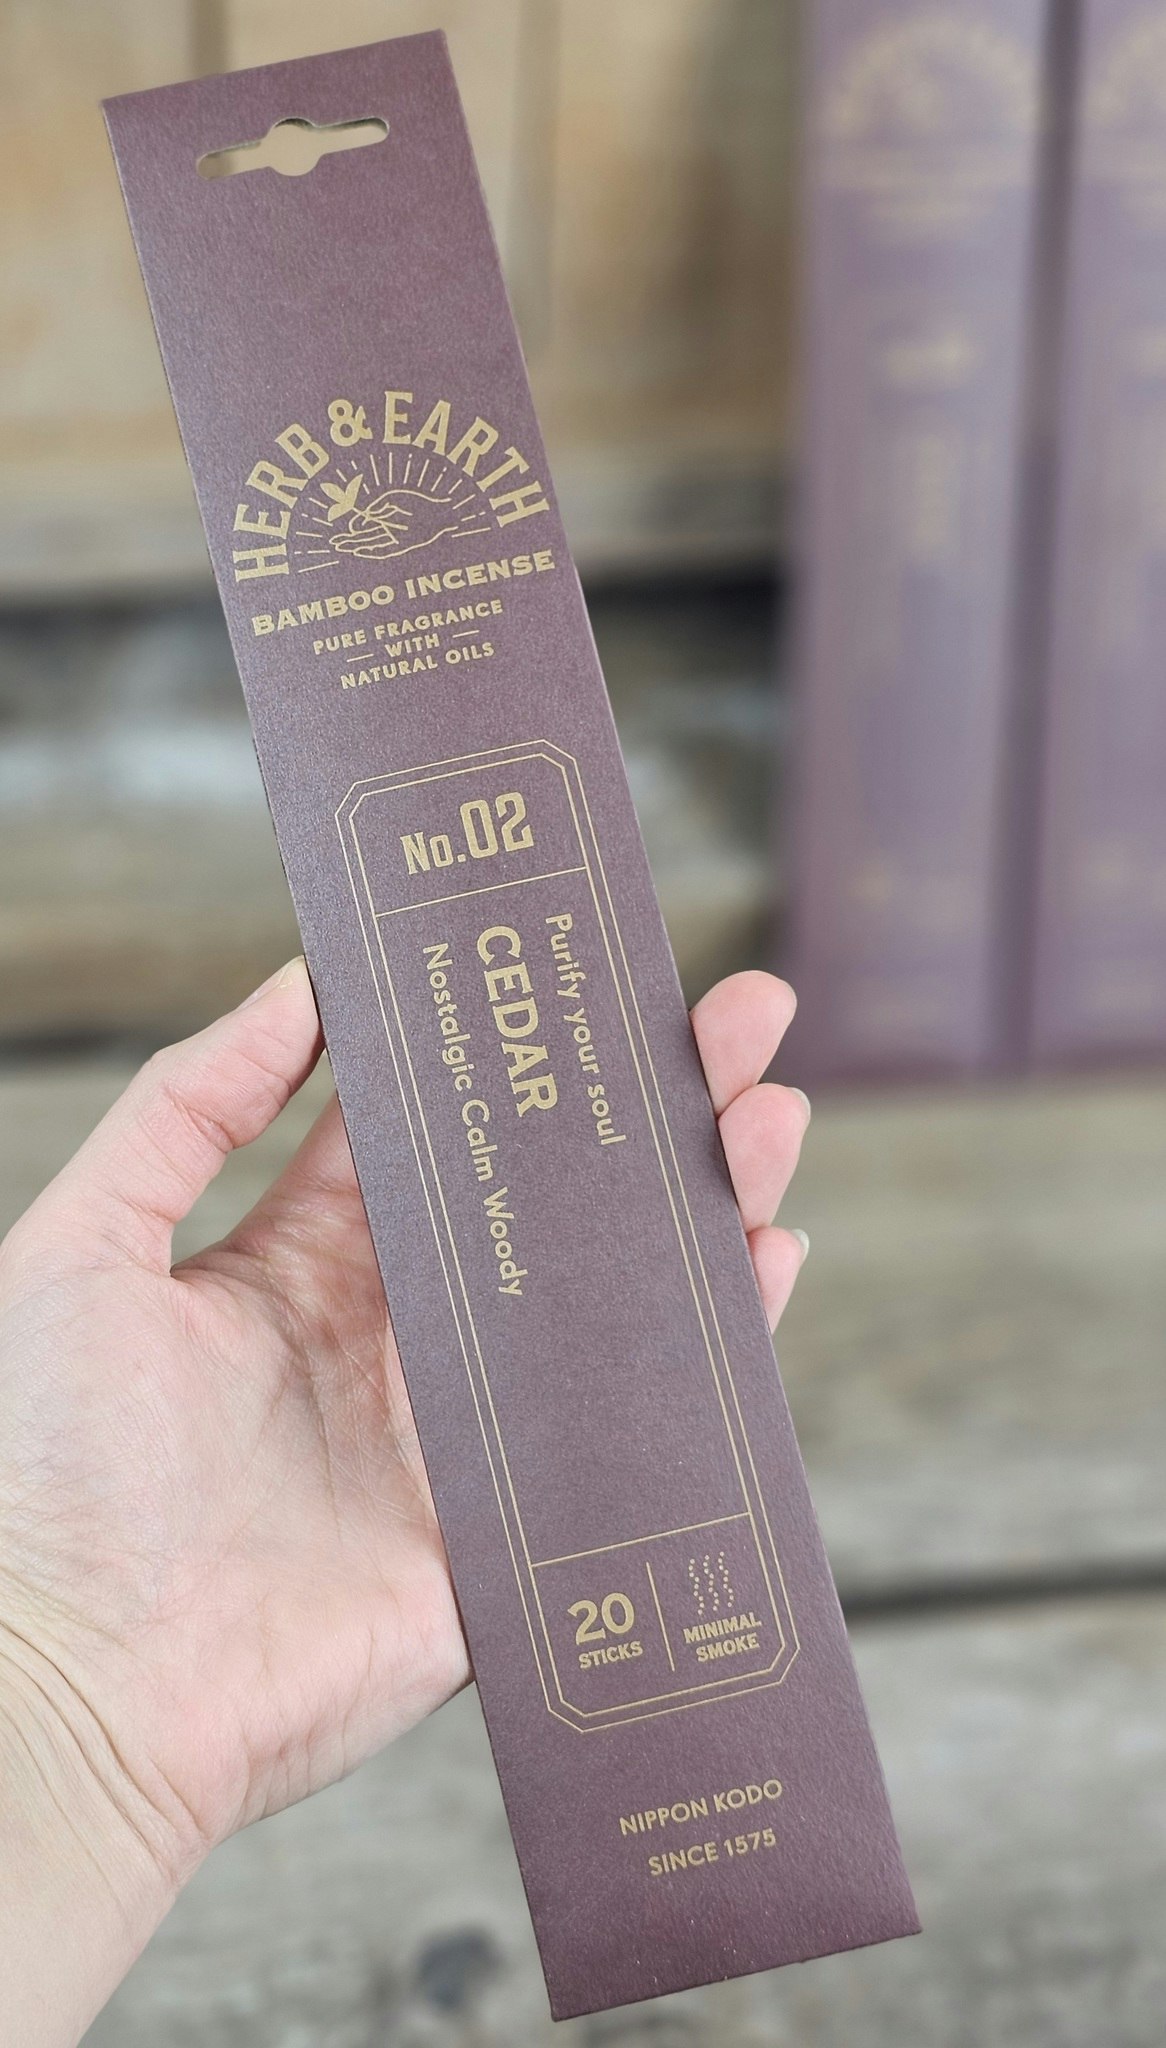 HERB & EARTH
BAMBOO INCENSE
PURE FRAGRANCE
WITH
NATURAL OILS
No.02
Purify your soul
CEDAR
Nostalgic Calm Woody
20
STICKS
MINIMAL
SMOKE
NIPPON KODO
SINCE 1575